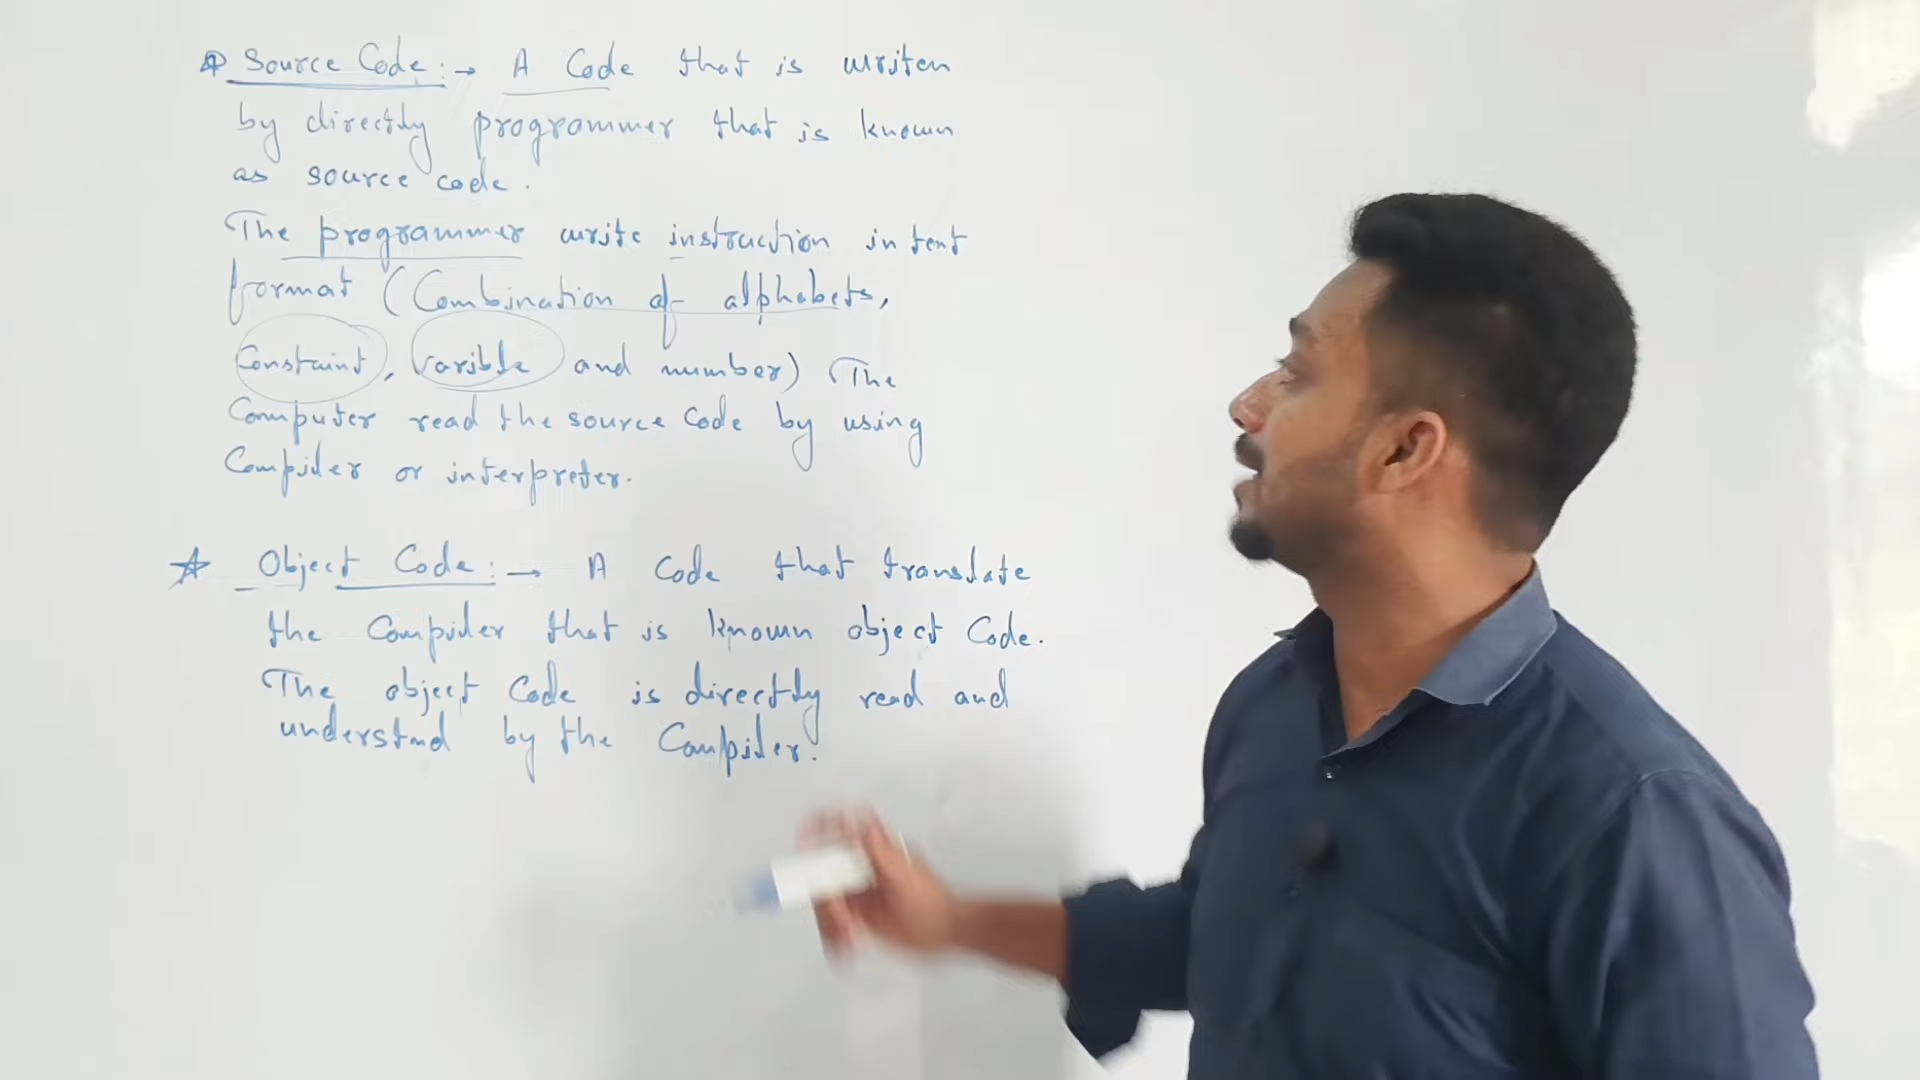 Source Code :→ A Code that is writen
by directly programmer that is known
as source code.
The programmer write instruction in text
format (Combination of alphabets,
Constaint, varible and number) The
Computer read the source code by using
Compiler or interpreter.
☆ Object Code :→ A code that translate
the Compiler that is known object Code.
The object Code is directly read and
understand by the Compiler.